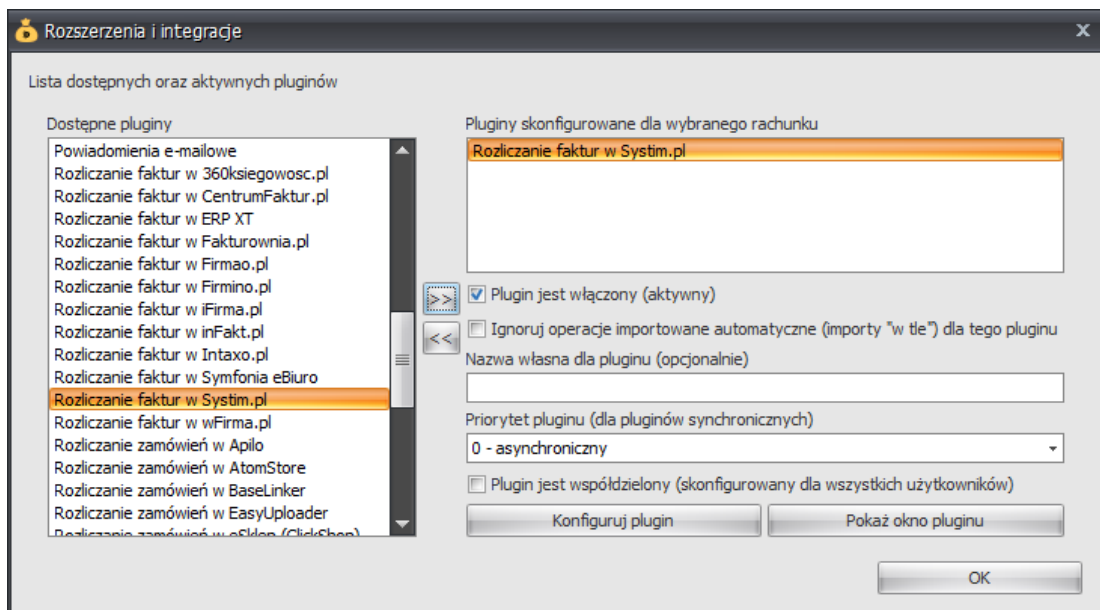 Rozszerzenia i integracje
Lista dostępnych oraz aktywnych pluginów
Dostępne pluginy
Powiadomienia e-mailowe
Rozliczanie faktur w 360ksiegowosc.pl
Rozliczanie faktur w CentrumFaktur.pl
Rozliczanie faktur w ERP XT
Rozliczanie faktur w Fakturownia.pl
Rozliczanie faktur w Firmao.pl
Rozliczanie faktur w Firmino.pl
Rozliczanie faktur w iFirma.pl
Rozliczanie faktur w inFakt.pl
Rozliczanie faktur w Intaxo.pl
Rozliczanie faktur w Symfonia eBiuro
Rozliczanie faktur w Systim.pl
Rozliczanie faktur w wFirma.pl
Rozliczanie zamówień w Apilo
Rozliczanie zamówień w AtomStore
Rozliczanie zamówień w BaseLinker
Rozliczanie zamówień w EasyUploader
Rozliczanie zamówień w eSklep (ClickShop)
>>
<<
Pluginy skonfigurowane dla wybranego rachunku
Rozliczanie faktur w Systim.pl
Plugin jest włączony (aktywny)
Ignoruj operacje importowane automatyczne (importy "w tle") dla tego pluginu
Nazwa własna dla pluginu (opcjonalnie)
Priorytet pluginu (dla pluginów synchronicznych)
0 - asynchroniczny
Plugin jest współdzielony (skonfigurowany dla wszystkich użytkowników)
Konfiguruj plugin
Pokaż okno pluginu
OK